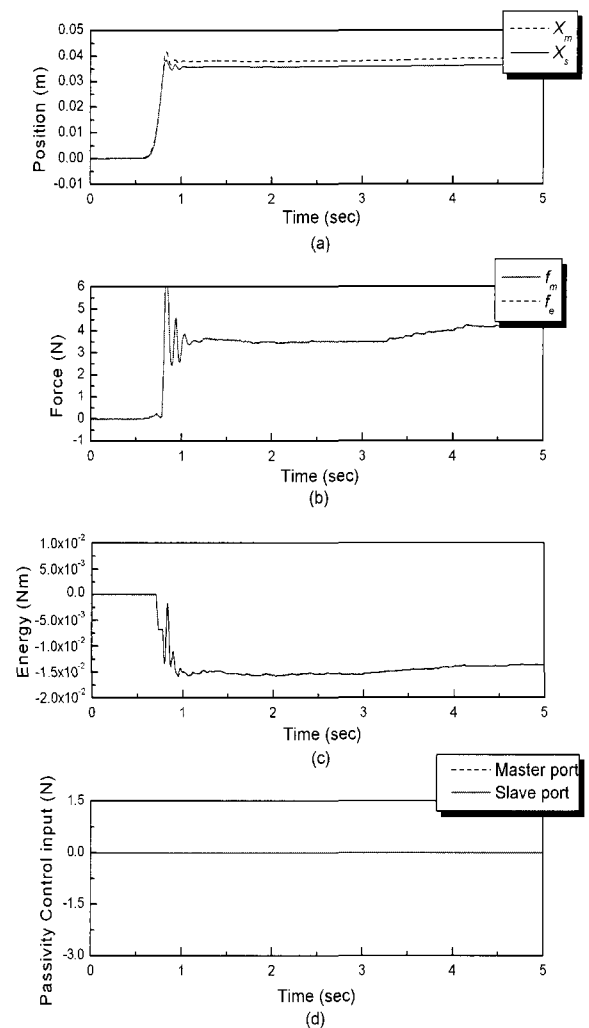 0.05
0.04
0.03
0.02
0.01
0.00
-0.01
Position (m)
X_m
X_s
0 1 2 3 4 5
Time (sec)
(a)
6
5
4
3
2
1
0
-1
Force (N)
f_m
f_e
0 1 2 3 4 5
Time (sec)
(b)
1.0x10^-2
5.0x10^-3
0.0
-5.0x10^-3
-1.0x10^-2
-1.5x10^-2
-2.0x10^-2
Energy (Nm)
0 1 2 3 4 5
Time (sec)
(c)
Master port
Slave port
1.5
0.0
-1.5
-3.0
Passivity Control input (N)
0 1 2 3 4 5
Time (sec)
(d)